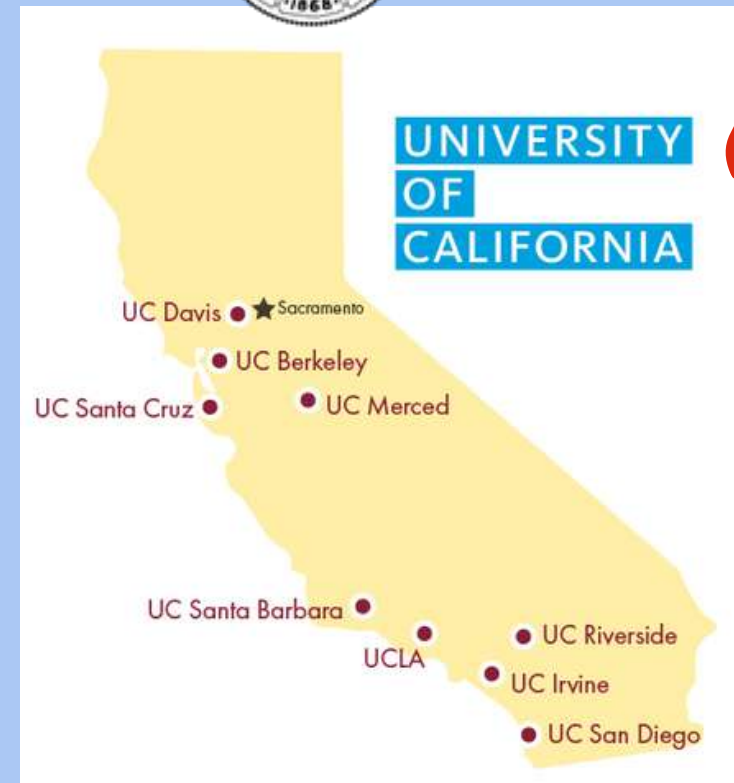 1868
UNIVERSITY
OF
CALIFORNIA
UC Davis
Sacramento
UC Berkeley
UC Santa Cruz
UC Merced
UC Santa Barbara
UCLA
UC Riverside
UC Irvine
UC San Diego